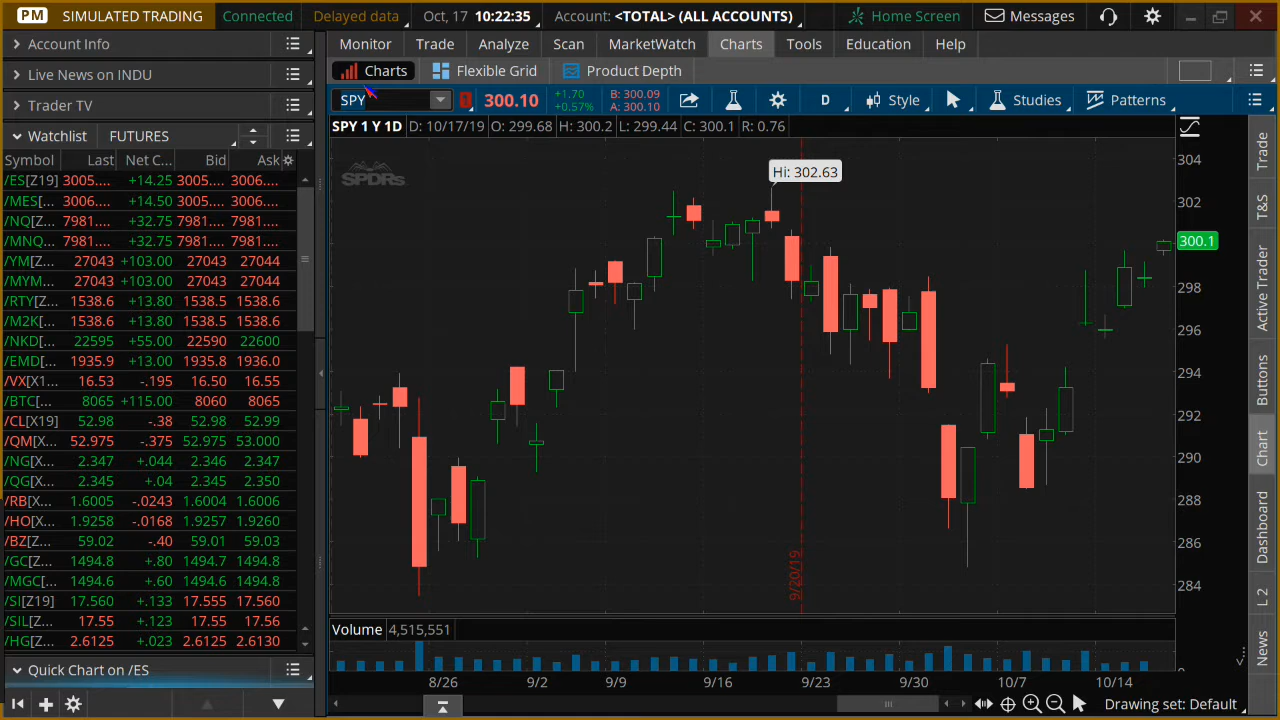 PM SIMULATED TRADING Connected Delayed data Oct, 17 10:22:35 Account: <TOTAL> (ALL ACCOUNTS) Home Screen Messages
Account Info
Live News on INDU
Trader TV
Watchlist FUTURES
Symbol Last Net C... Bid Ask
/ES[Z19] 3005.... +14.25 3005.... 3006....
/MES[... 3006.... +14.50 3005.... 3006....
/NQ[Z... 7981.... +32.75 7981.... 7981....
/MNQ... 7981.... +32.75 7981.... 7981....
/YM[Z... 27043 +103.00 27043 27044
/MYM... 27043 +103.00 27043 27044
/RTY[Z... 1538.6 +13.80 1538.5 1538.6
/M2K[... 1538.6 +13.80 1538.5 1538.6
/NKD[... 22595 +55.00 22590 22600
/EMD[... 1935.9 +13.00 1935.8 1936.0
/VX[X1... 16.53 -.195 16.50 16.55
/BTC[... 8065 +115.00 8060 8065
/CL[X19] 52.98 -.38 52.98 52.99
/QM[X... 52.975 -.375 52.975 53.000
/NG[X... 2.347 +.044 2.346 2.347
/QG[X... 2.345 +.04 2.345 2.350
/RB[X... 1.6005 -.0243 1.6004 1.6006
/HO[X... 1.9258 -.0168 1.9257 1.9260
/BZ[Z... 59.02 -.40 59.01 59.03
/GC[Z... 1494.8 +.80 1494.7 1494.8
/MGC[... 1494.6 +.60 1494.6 1494.8
/SI[Z19] 17.560 +.133 17.555 17.560
/SIL[Z... 17.55 +.123 17.55 17.56
/HG[Z... 2.6125 +.023 2.6125 2.6130
Quick Chart on /ES
Monitor Trade Analyze Scan MarketWatch Charts Tools Education Help
Charts Flexible Grid Product Depth
SPY 300.10 +1.70 +0.57% B: 300.09 A: 300.10 D Style Studies Patterns
SPY 1 Y 1D D: 10/17/19 O: 299.68 H: 300.2 L: 299.44 C: 300.1 R: 0.76
SPDRs
Hi: 302.63
304
302
300.1
298
296
294
292
290
288
286
284
9/20/19
Volume 4,515,551
8/26 9/2 9/9 9/16 9/23 9/30 10/7 10/14
Drawing set: Default
Trade
T&S
Active Trader
Buttons
Chart
Dashboard
L 2
News